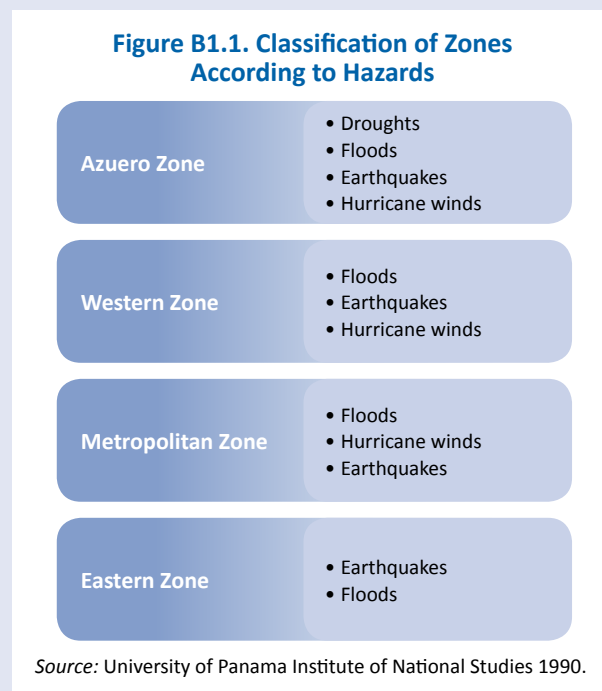 Figure B1.1. Classification of Zones
According to Hazards
Azuero Zone
• Droughts
• Floods
• Earthquakes
• Hurricane winds
Western Zone
• Floods
• Earthquakes
• Hurricane winds
Metropolitan Zone
• Floods
• Hurricane winds
• Earthquakes
Eastern Zone
• Earthquakes
• Floods
Source: University of Panama Institute of National Studies 1990.